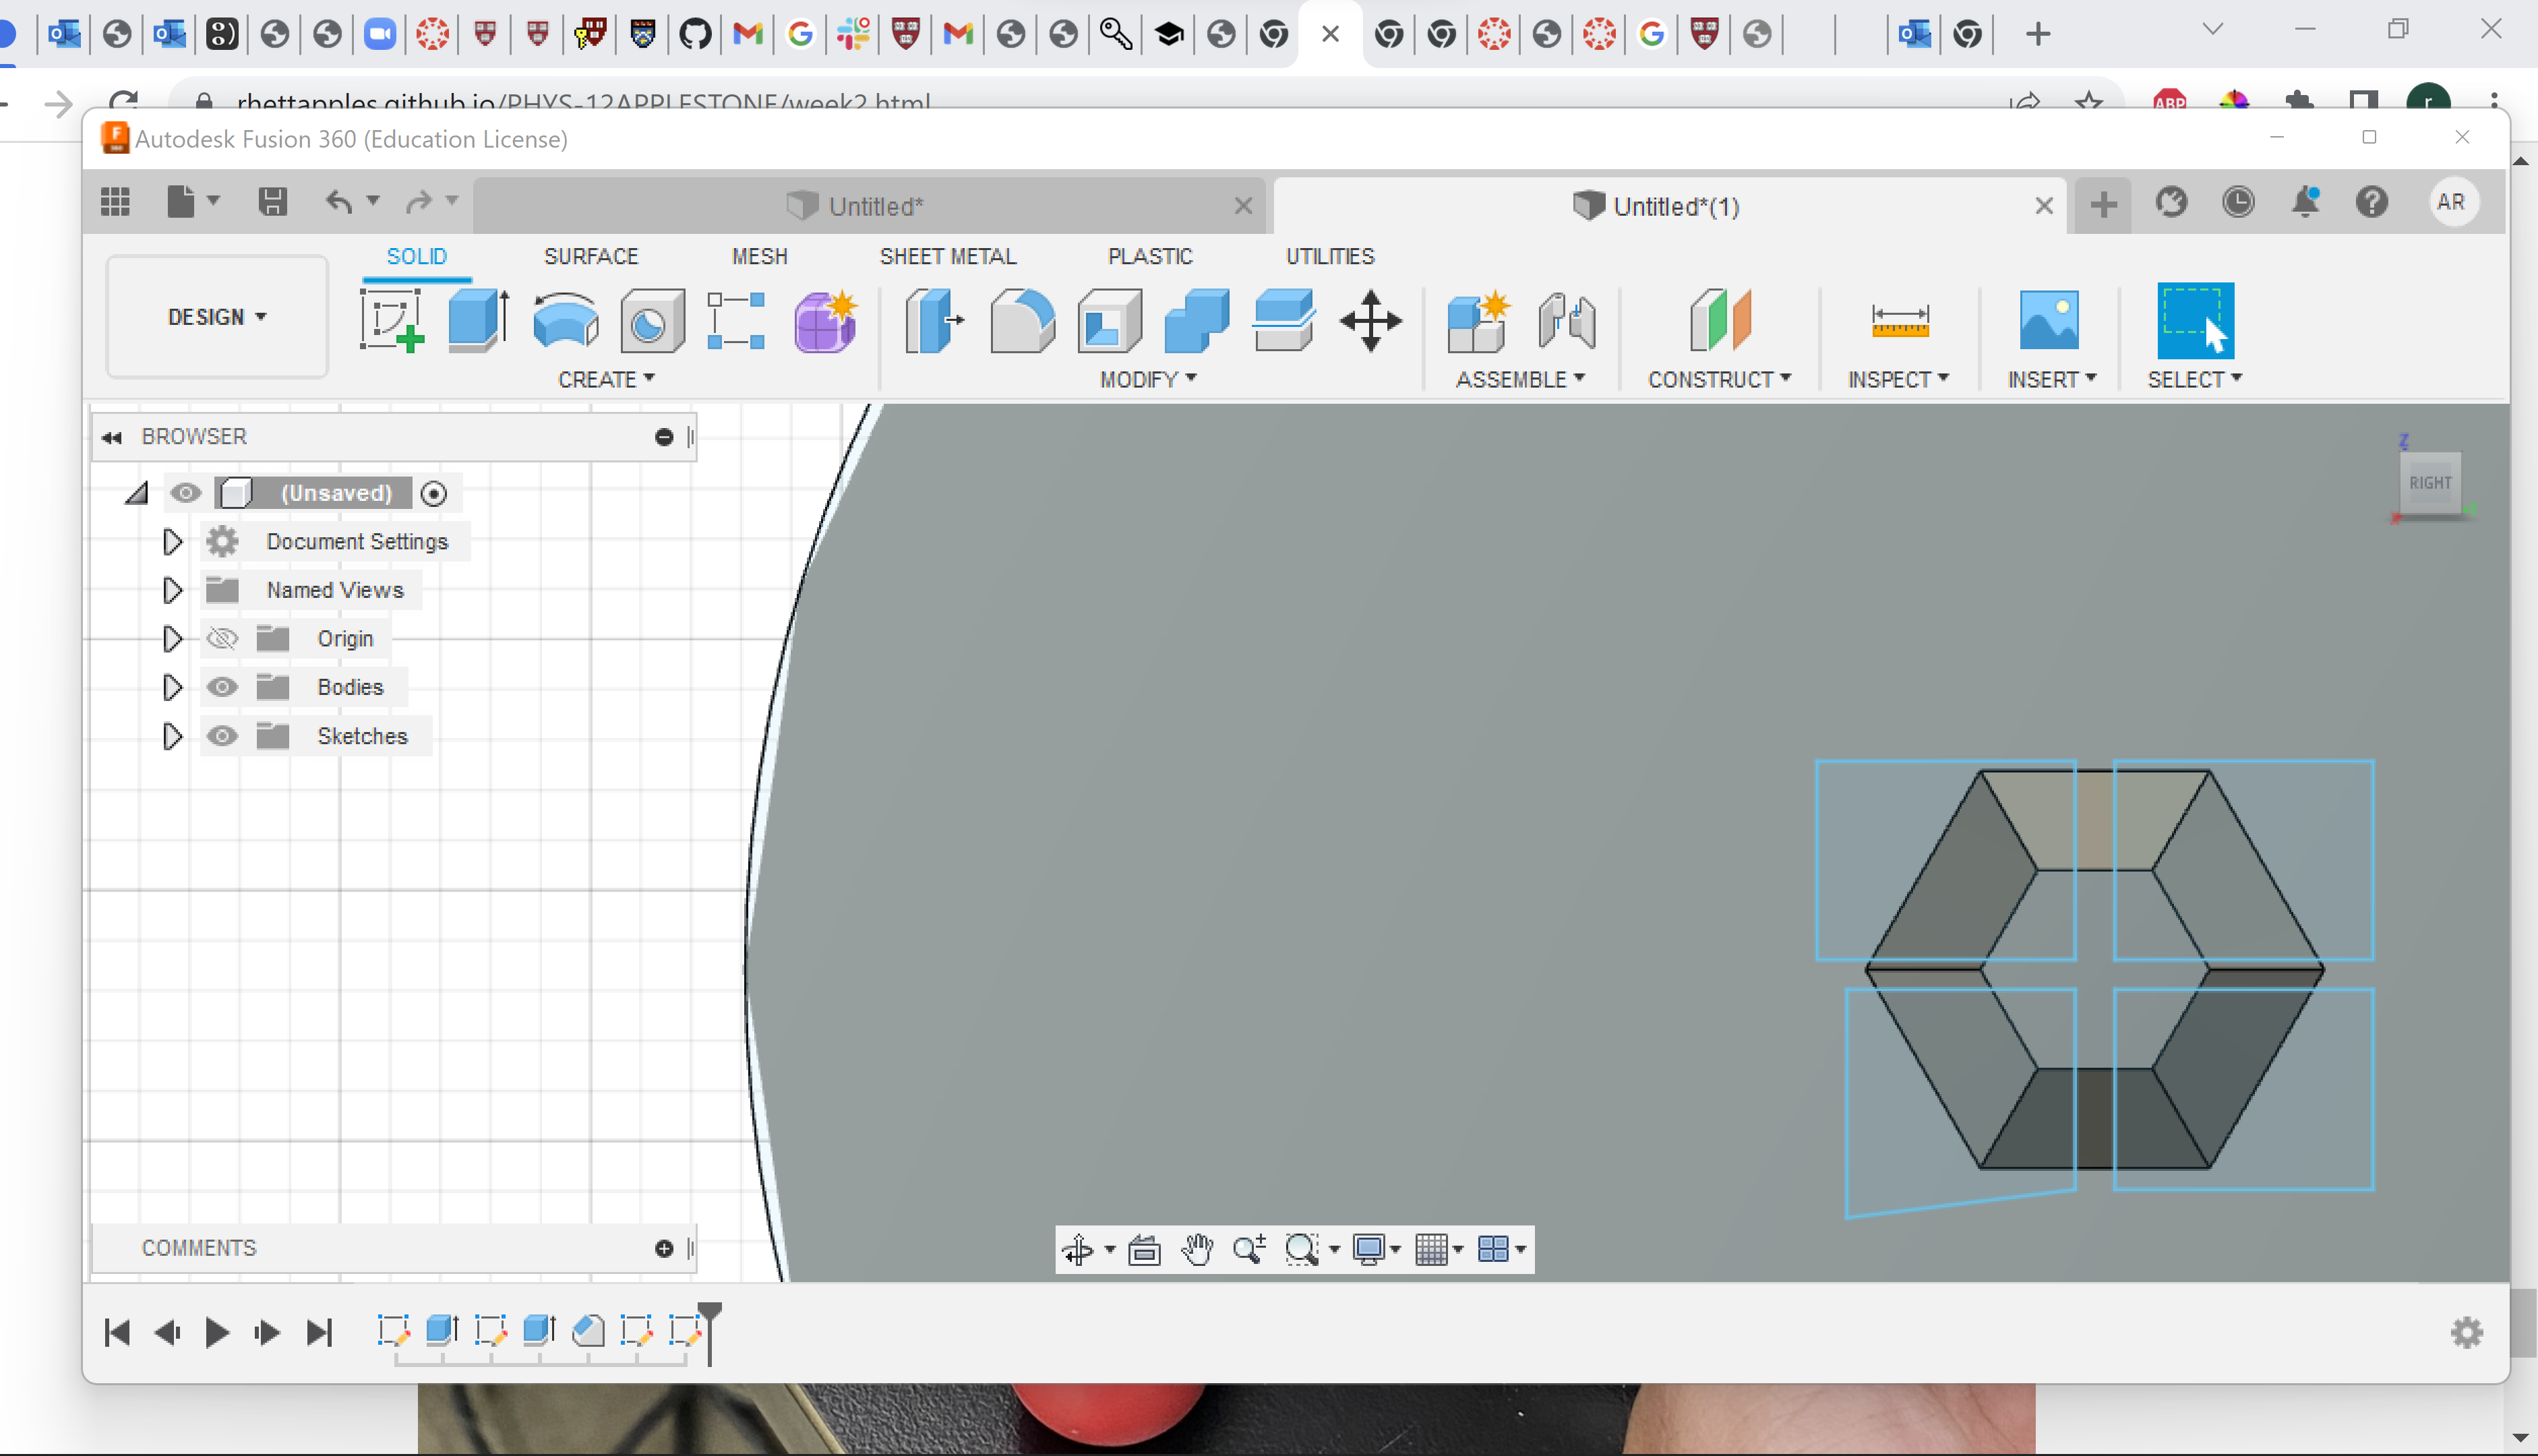 rhettapples.github.io/PHYS-12APPLESTONE/week2.html
ABP
r
Autodesk Fusion 360 (Education License)
Untitled*
Untitled*(1)
AR
SOLID
SURFACE
MESH
SHEET METAL
PLASTIC
UTILITIES
DESIGN
CREATE
MODIFY
ASSEMBLE
CONSTRUCT
INSPECT
INSERT
SELECT
BROWSER
(Unsaved)
Document Settings
Named Views
Origin
Bodies
Sketches
Z
RIGHT
COMMENTS